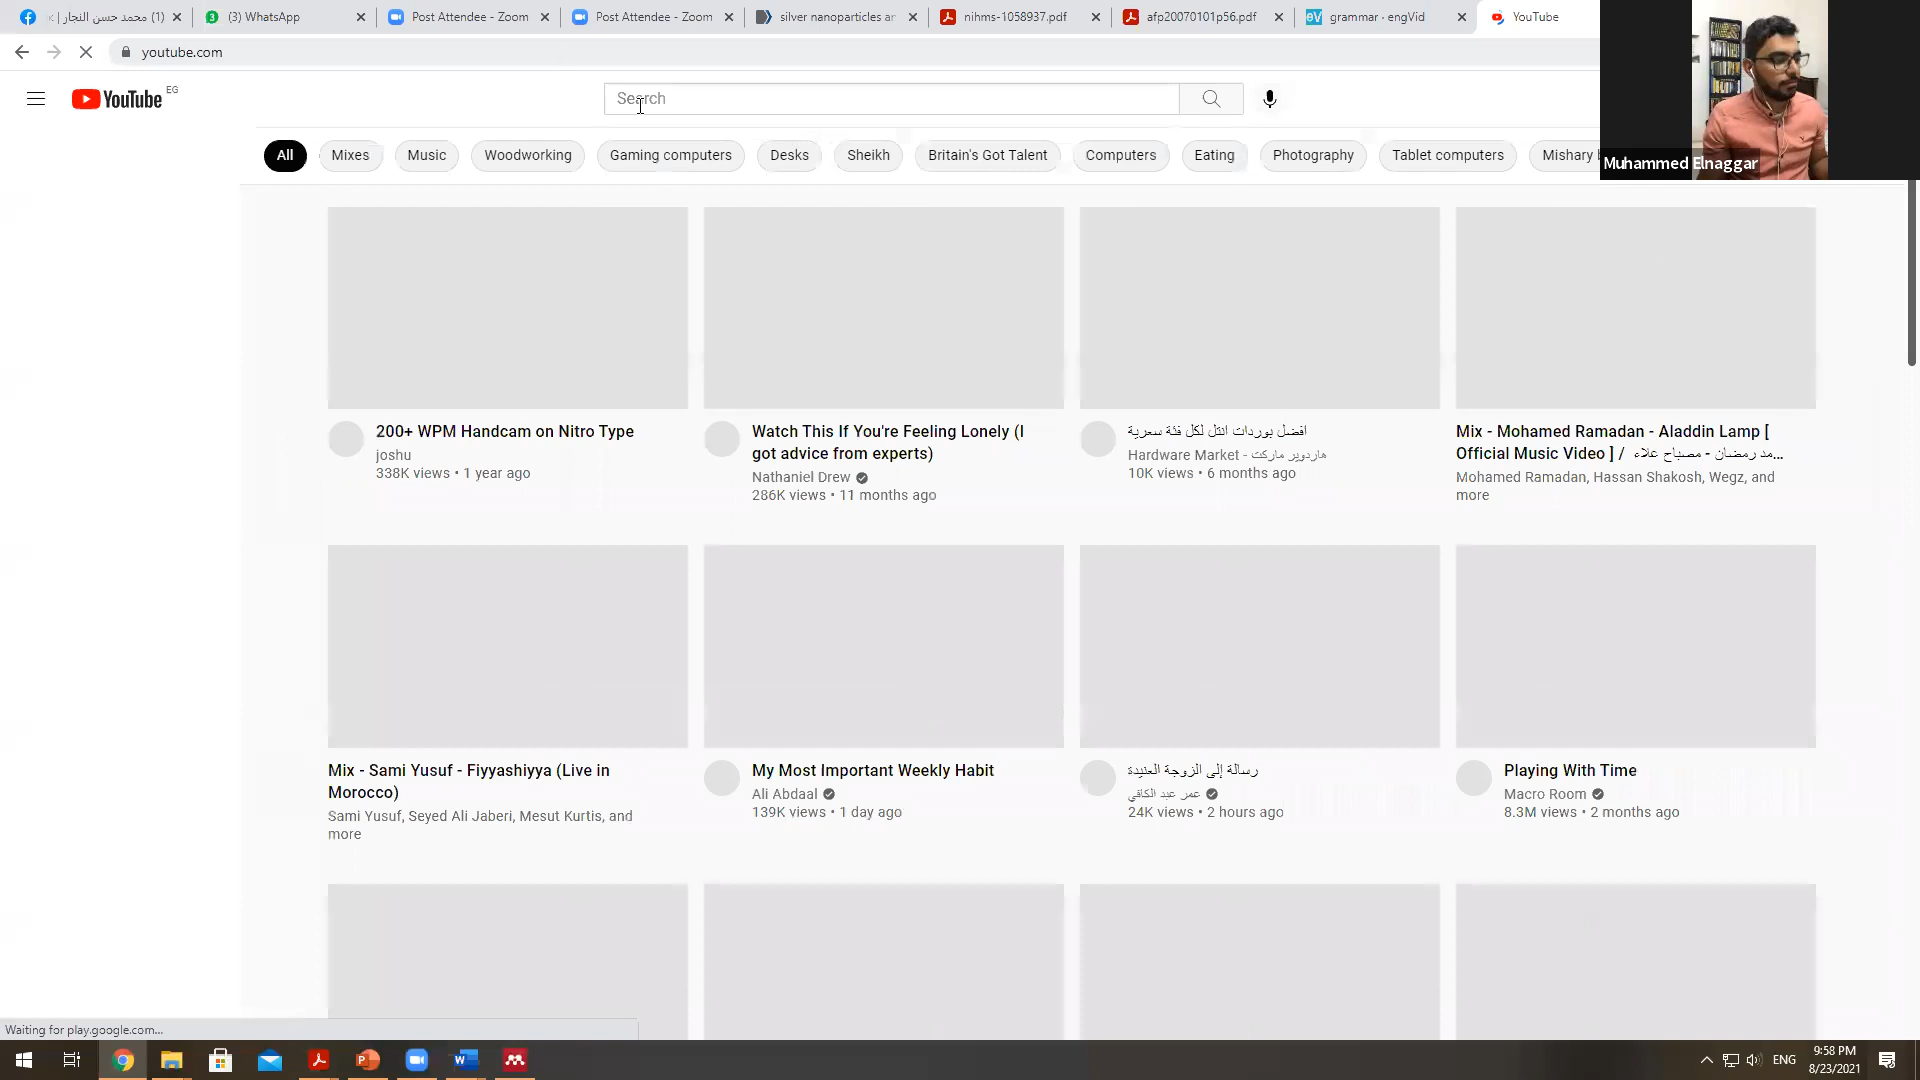 (1) محمد حسن النجار |
(3) WhatsApp
Post Attendee - Zoom
Post Attendee - Zoom
silver nanoparticles ar
nihms-1058937.pdf
afp20070101p56.pdf
grammar · engVid
YouTube
youtube.com
YouTube EG
Search
All
Mixes
Music
Woodworking
Gaming computers
Desks
Sheikh
Britain's Got Talent
Computers
Eating
Photography
Tablet computers
Mishary
Muhammed Elnaggar
200+ WPM Handcam on Nitro Type
joshu
338K views • 1 year ago
Watch This If You're Feeling Lonely (I
got advice from experts)
Nathaniel Drew
286K views • 11 months ago
افضل بوردات انتل لكل فئة سعرية
Hardware Market - هاردوير ماركت
10K views • 6 months ago
Mix - Mohamed Ramadan - Aladdin Lamp [
Official Music Video ] / مد رمضان - مصباح علاء...
Mohamed Ramadan, Hassan Shakosh, Wegz, and
more
Mix - Sami Yusuf - Fiyyashiyya (Live in
Morocco)
Sami Yusuf, Seyed Ali Jaberi, Mesut Kurtis, and
more
My Most Important Weekly Habit
Ali Abdaal
139K views • 1 day ago
رسالة إلى الزوجة العنيدة
عمر عبد الكافي
24K views • 2 hours ago
Playing With Time
Macro Room
8.3M views • 2 months ago
Waiting for play.google.com...
ENG
9:58 PM
8/23/2021